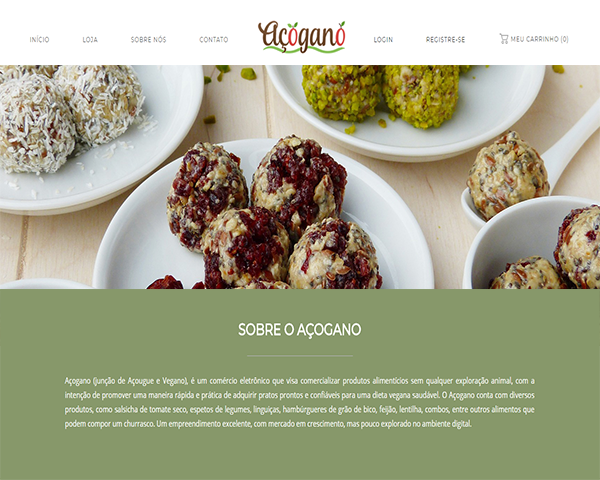 INÍCIO LOJA SOBRE NÓS CONTATO Açogano LOGIN REGISTRE-SE MEU CARRINHO (0)
SOBRE O AÇOGANO
Açogano (junção de Açougue e Vegano), é um comércio eletrônico que visa comercializar produtos alimentícios sem qualquer exploração animal, com a
intenção de promover uma maneira rápida e prática de adquirir pratos prontos e confiáveis para uma dieta vegana saudável. O Açogano conta com diversos
produtos, como salsicha de tomate seco, espetos de legumes, linguiças, hambúrgueres de grão de bico, feijão, lentilha, combos, entre outros alimentos que
podem compor um churrasco. Um empreendimento excelente, com mercado em crescimento, mas pouco explorado no ambiente digital.